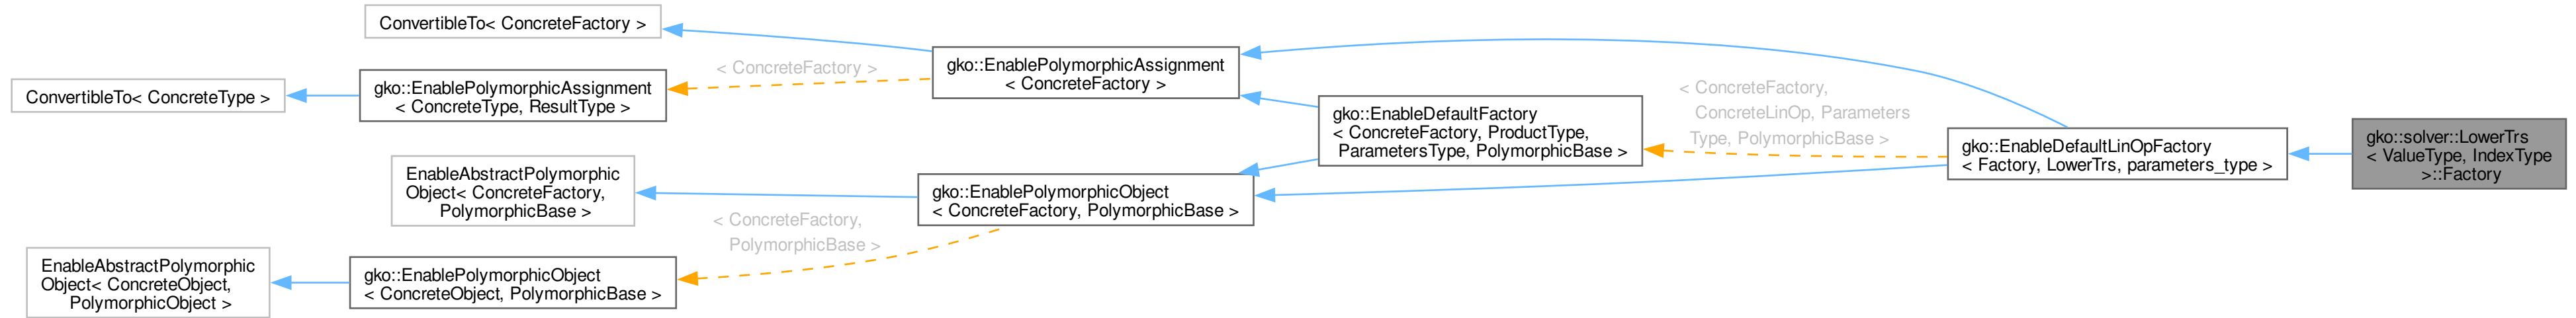 ConvertibleTo< ConcreteFactory >
ConvertibleTo< ConcreteType >
gko::EnablePolymorphicAssignment
< ConcreteType, ResultType >
< ConcreteFactory >
gko::EnablePolymorphicAssignment
< ConcreteFactory >
EnableAbstractPolymorphic
Object< ConcreteFactory,
PolymorphicBase >
EnableAbstractPolymorphic
Object< ConcreteObject,
PolymorphicObject >
gko::EnablePolymorphicObject
< ConcreteObject, PolymorphicBase >
< ConcreteFactory,
PolymorphicBase >
gko::EnablePolymorphicObject
< ConcreteFactory, PolymorphicBase >
gko::EnableDefaultFactory
< ConcreteFactory, ProductType,
ParametersType, PolymorphicBase >
< ConcreteFactory,
ConcreteLinOp, Parameters
Type, PolymorphicBase >
gko::EnableDefaultLinOpFactory
< Factory, LowerTrs, parameters_type >
gko::solver::LowerTrs
< ValueType, IndexType
>::Factory